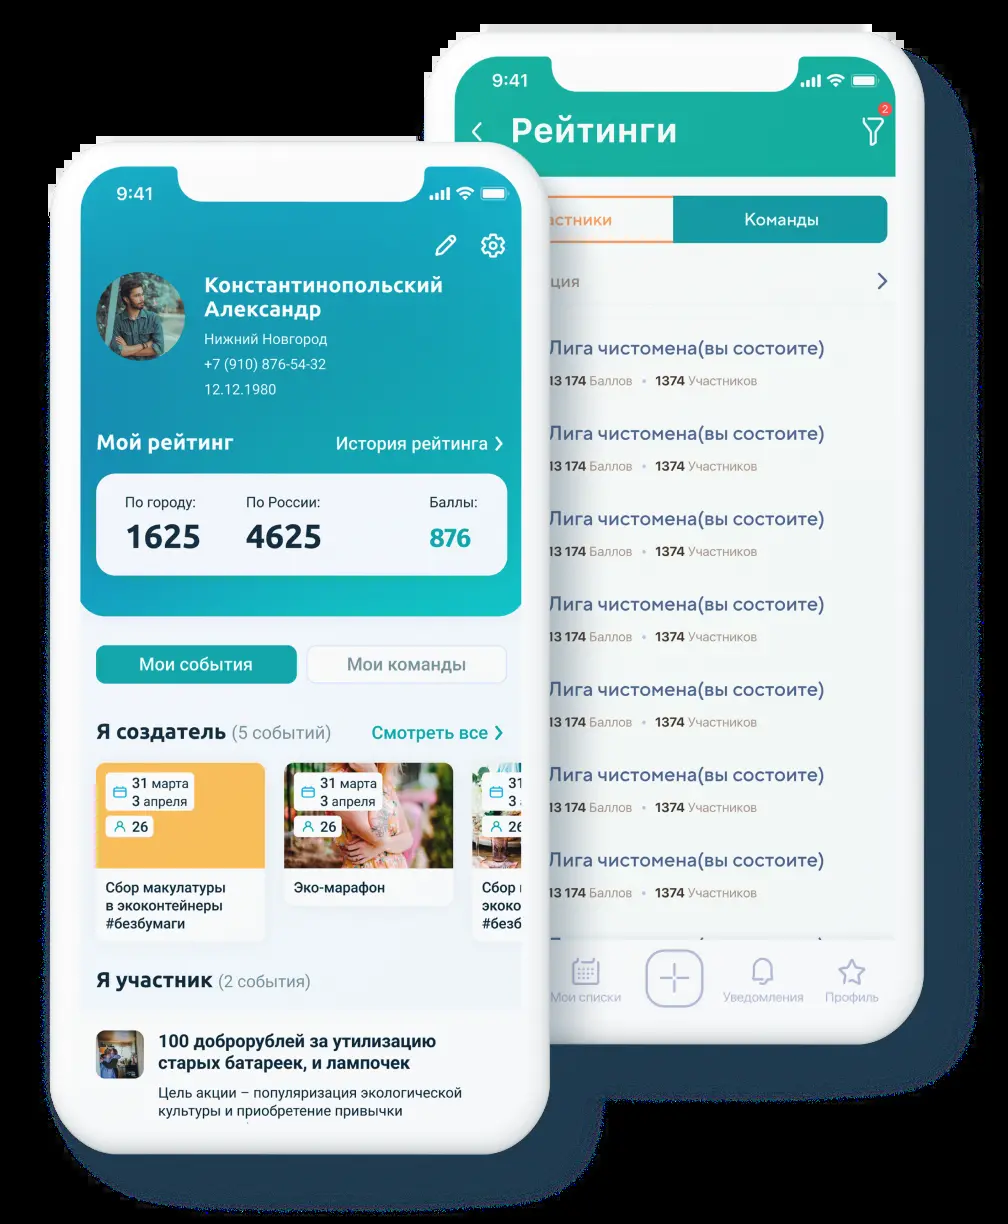 9:41
Константинопольский
Александр
Нижний Новгород
+7 (910) 876-54-32
12.12.1980
Мой рейтинг
История рейтинга
По городу: По России: Баллы:
1625 4625 876
Мои события Мои команды
Я создатель (5 событий) Смотреть все
31 марта
3 апреля
26
Сбор макулатуры
в экоконтейнеры
#безбумаги
31 марта
3 апреля
26
Эко-марафон
31
3
26
Сбор
экоко
#безб
Я участник (2 события)
100 доброрублей за утилизацию
старых батареек, и лампочек
Цель акции – популяризация экологической
культуры и приобретение привычки
9:41
2
Рейтинги
астники Команды
ция
Лига чистомена(вы состоите)
13 174 Баллов • 1374 Участников
Лига чистомена(вы состоите)
13 174 Баллов • 1374 Участников
Лига чистомена(вы состоите)
13 174 Баллов • 1374 Участников
Лига чистомена(вы состоите)
13 174 Баллов • 1374 Участников
Лига чистомена(вы состоите)
13 174 Баллов • 1374 Участников
Лига чистомена(вы состоите)
13 174 Баллов • 1374 Участников
Лига чистомена(вы состоите)
13 174 Баллов • 1374 Участников
Мои списки Уведомления Профиль